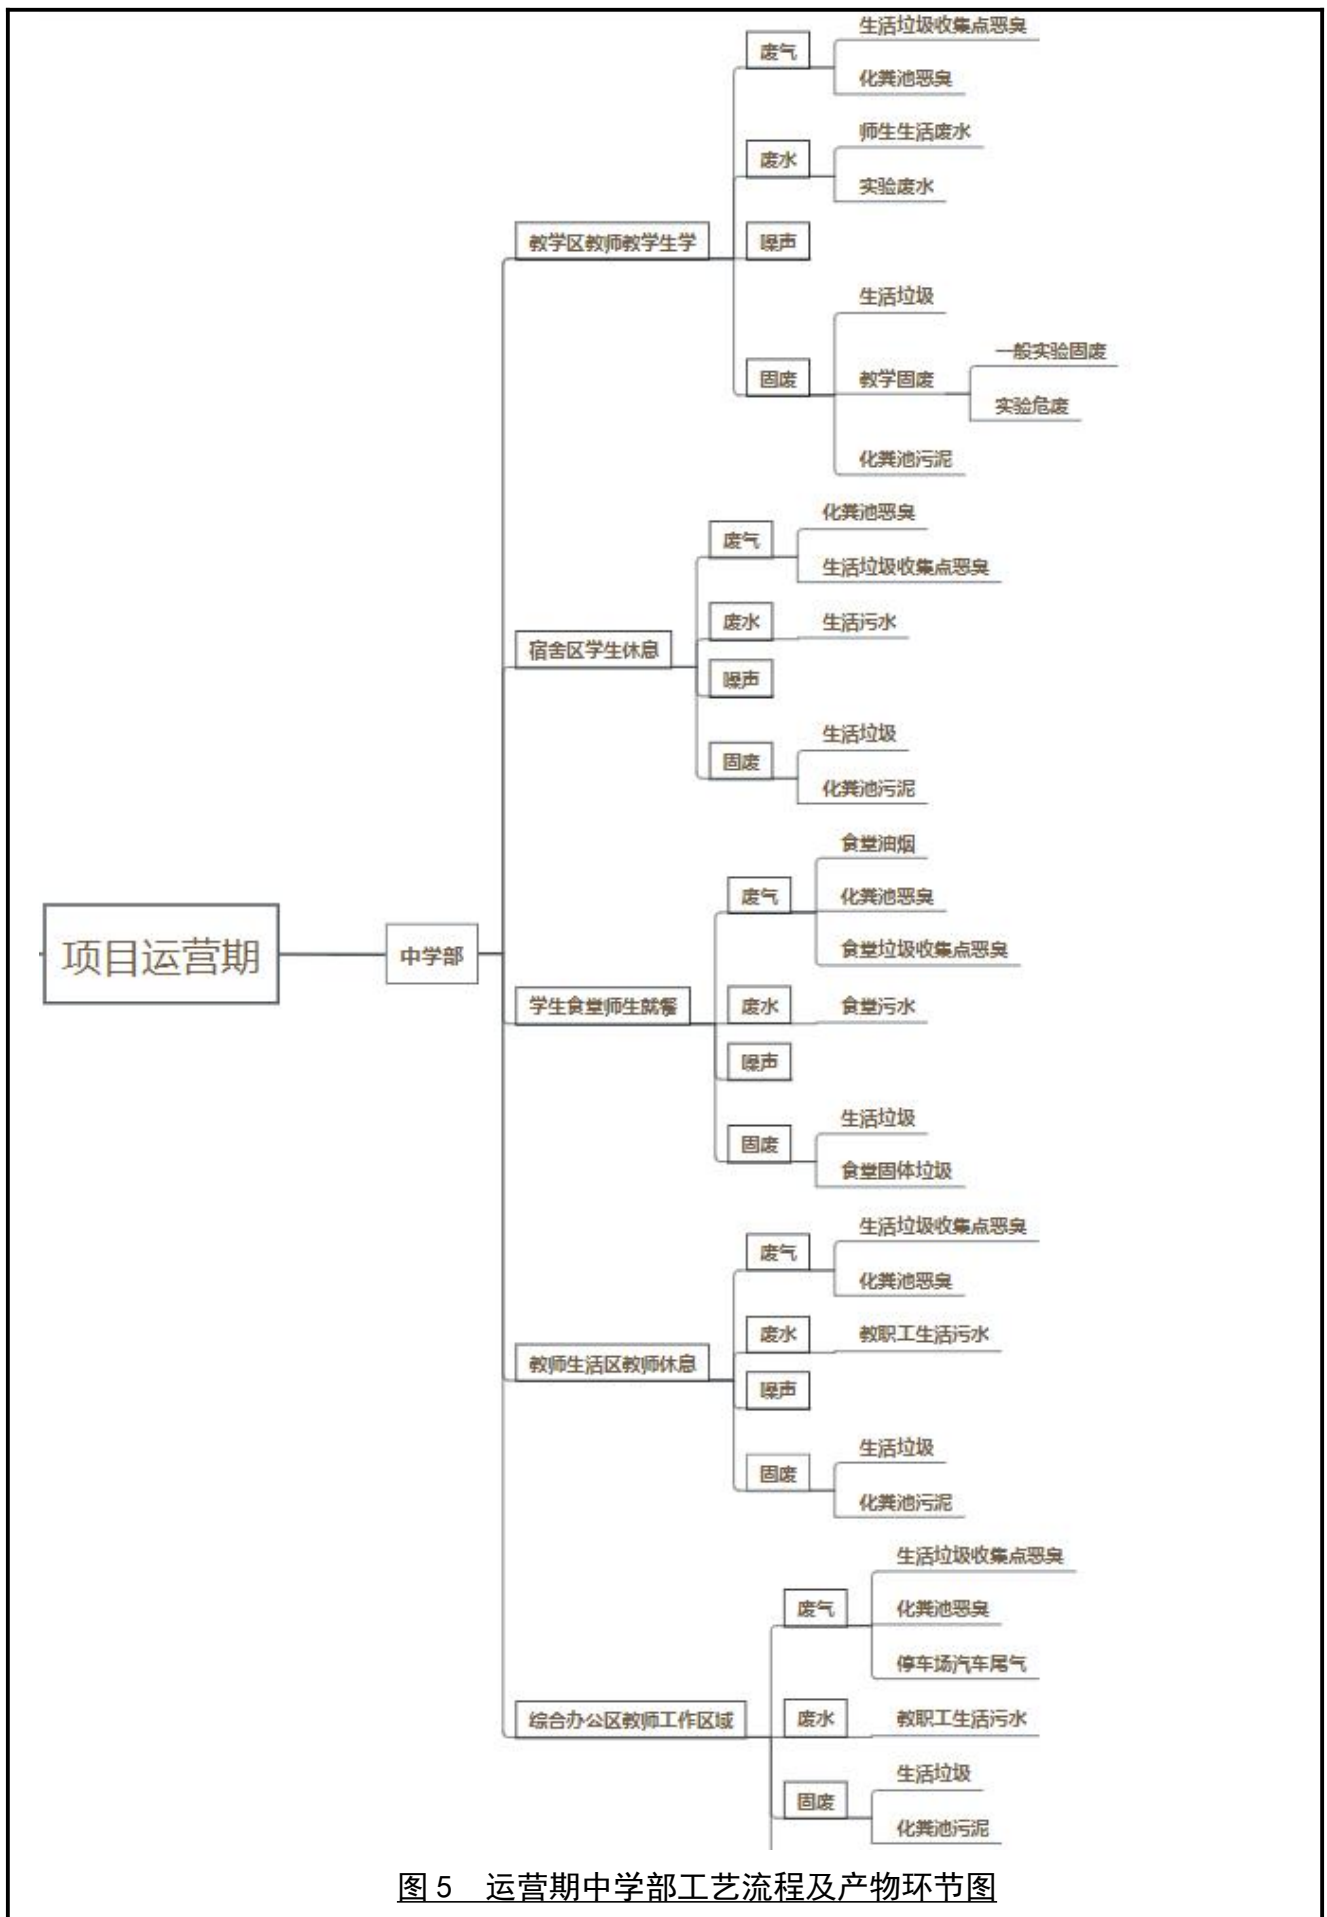 项目运营期
中学部
教学区教师教学生学
废气
生活垃圾收集点恶臭
化粪池恶臭
废水
师生生活废水
实验废水
噪声
固废
生活垃圾
教学固废
一般实验固废
实验危废
化粪池污泥
宿舍区学生休息
废气
化粪池恶臭
生活垃圾收集点恶臭
废水
生活污水
噪声
固废
生活垃圾
化粪池污泥
学生食堂师生就餐
废气
食堂油烟
化粪池恶臭
食堂垃圾收集点恶臭
废水
食堂污水
噪声
固废
生活垃圾
食堂固体垃圾
教师生活区教师休息
废气
生活垃圾收集点恶臭
化粪池恶臭
废水
教职工生活污水
噪声
固废
生活垃圾
化粪池污泥
综合办公区教师工作区域
废气
生活垃圾收集点恶臭
化粪池恶臭
停车场汽车尾气
废水
教职工生活污水
固废
生活垃圾
化粪池污泥
图 5 运营期中学部工艺流程及产物环节图